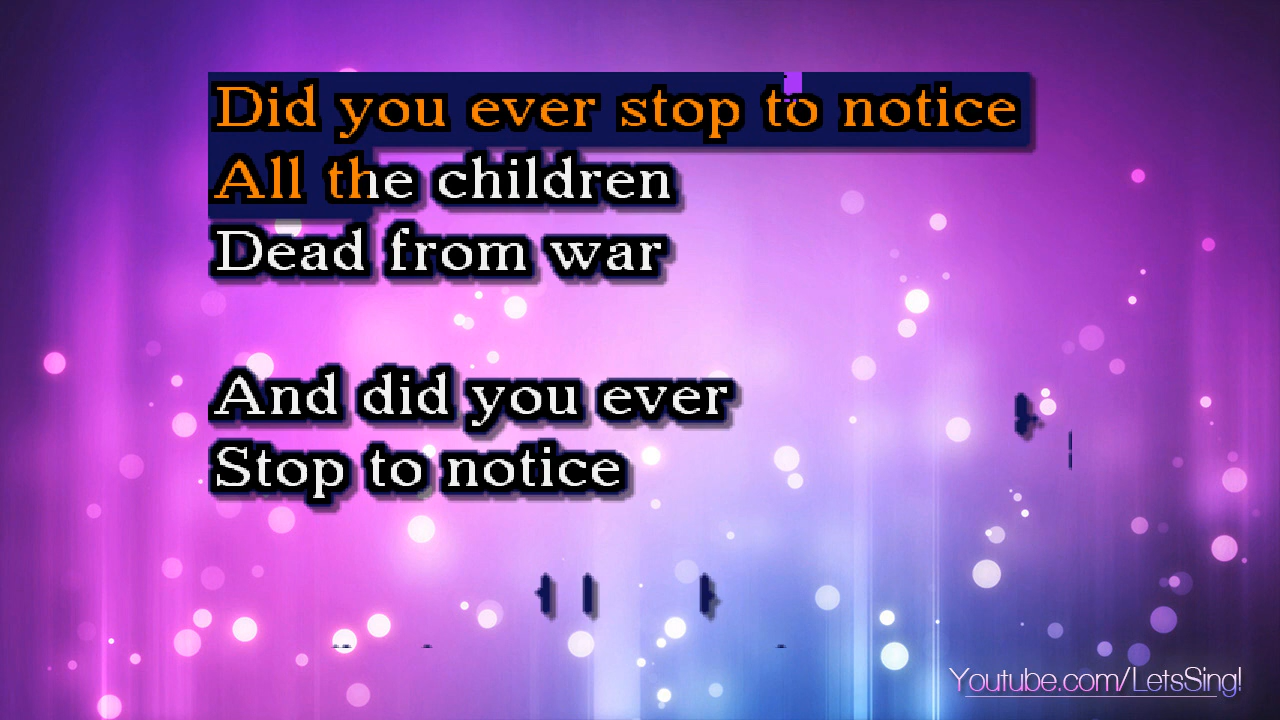 Did you ever stop to notice
All the children
Dead from war
And did you ever
Stop to notice
Youtube.com/LetsSing!